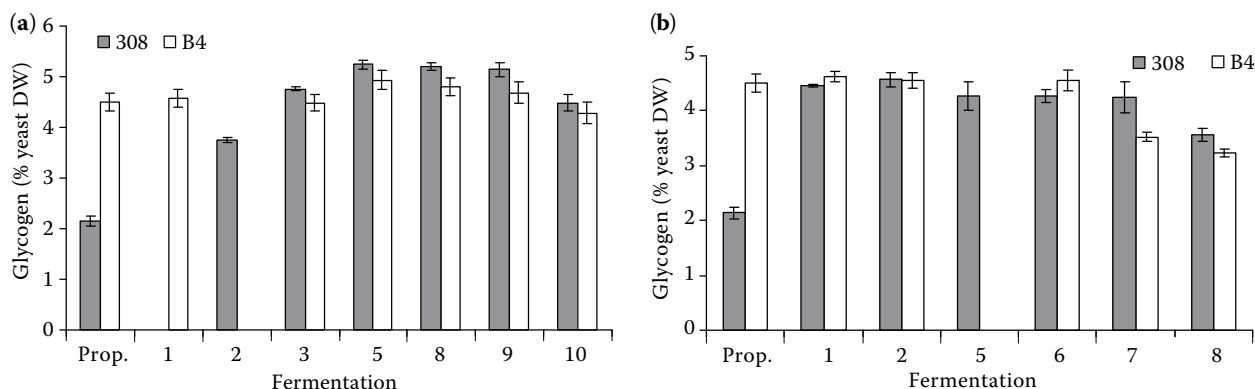 (a)
308 B4
Glycogen (% yeast DW)
6
5
4
3
2
1
0
Prop. 1 2 3 5 8 9 10
Fermentation
(b)
308 B4
Glycogen (% yeast DW)
6
5
4
3
2
1
0
Prop. 1 2 5 6 7 8
Fermentation